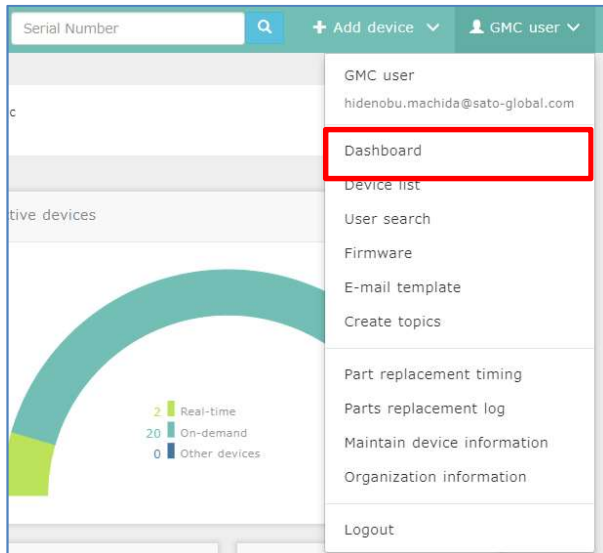 Serial Number
Add device
GMC user
GMC user
hidenobu.machida@sato-global.com
c
Dashboard
Device list
tive devices
User search
Firmware
E-mail template
Create topics
Part replacement timing
2 Real-time
Parts replacement log
20 On-demand
Maintain device information
0 Other devices
Organization information
Logout